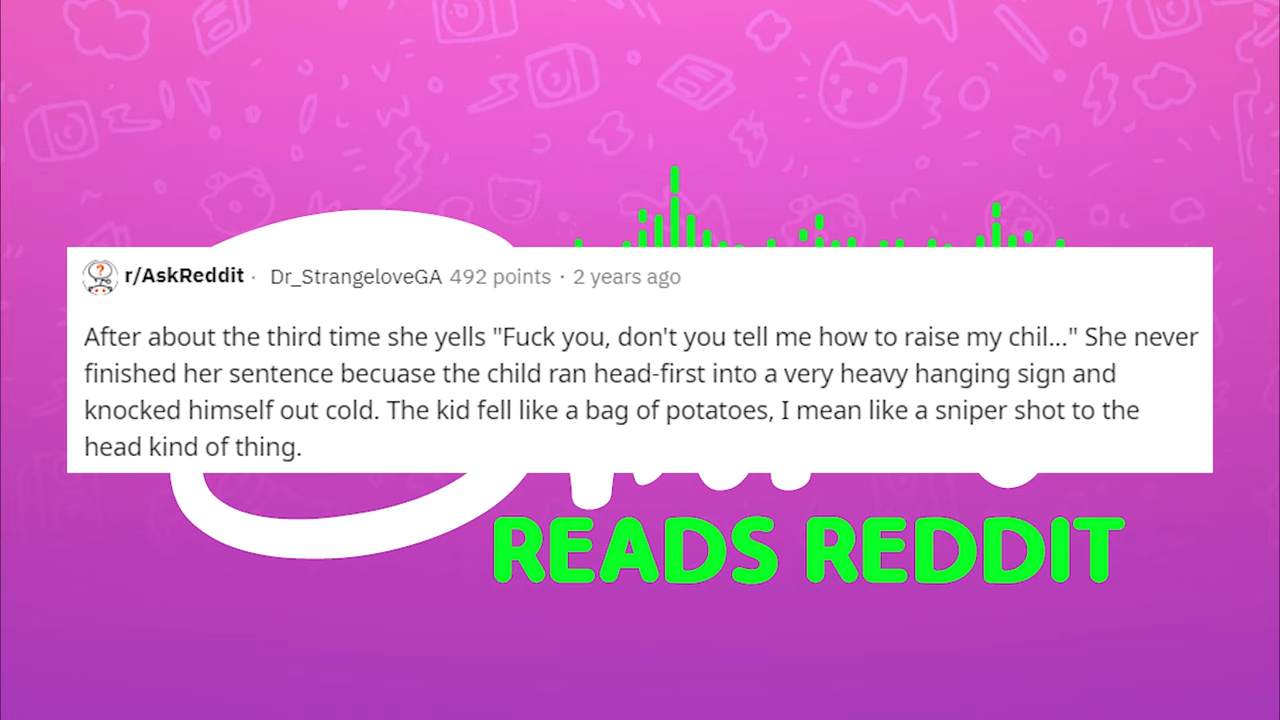 r/AskReddit · Dr_StrangeloveGA 492 points · 2 years ago
After about the third time she yells "Fuck you, don't you tell me how to raise my chil..." She never
finished her sentence becuase the child ran head-first into a very heavy hanging sign and
knocked himself out cold. The kid fell like a bag of potatoes, I mean like a sniper shot to the
head kind of thing.
READS REDDIT